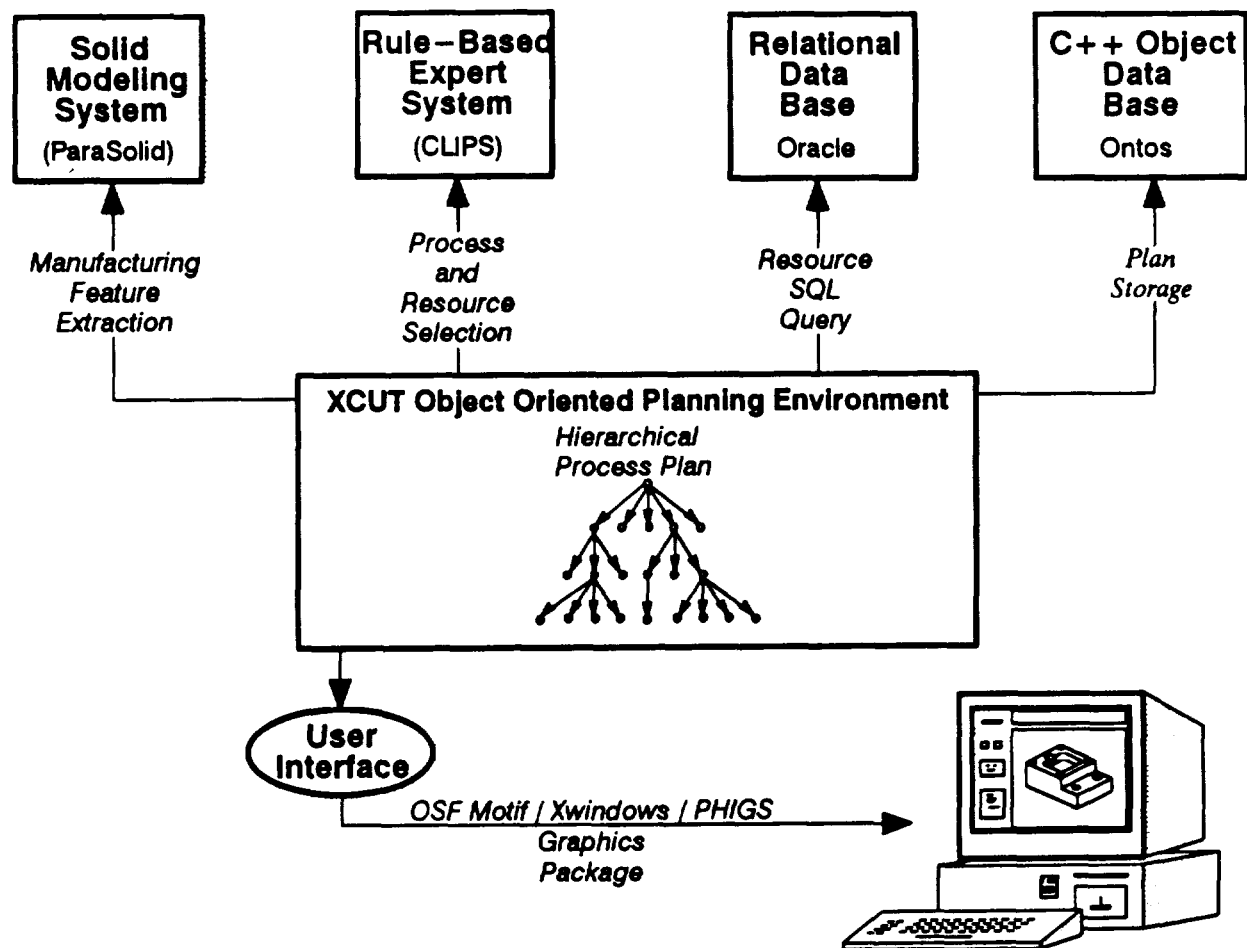 Solid
Modeling
System
(ParaSolid)
Rule-Based
Expert
System
(CLIPS)
Relational
Data
Base
Oracle
C++ Object
Data
Base
Ontos
Manufacturing
Feature
Extraction
Process
and
Resource
Selection
Resource
SQL
Query
Plan
Storage
XCUT Object Oriented Planning Environment
Hierarchical
Process Plan
User
Interface
OSF Motif / Xwindows / PHIGS
Graphics
Package